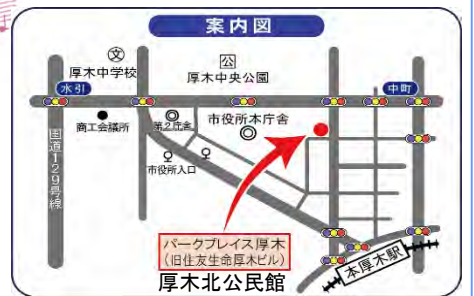 案内図
文
厚木中学校
公
厚木中央公園
水引
中町
商工会議所
第2庁舎
市役所本庁舎
市役所入口
国道129号線
パークプレイス厚木
(旧住友生命厚木ビル)
厚木北公民館
本厚木駅